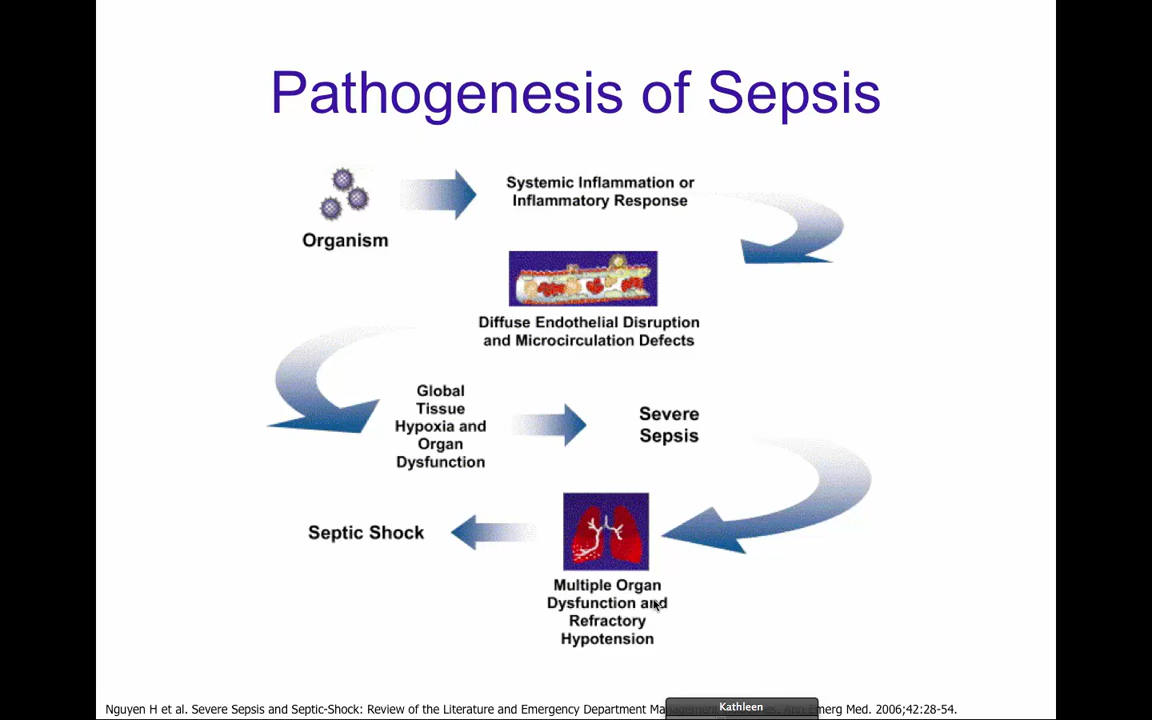 Pathogenesis of Sepsis
Systemic Inflammation or
Inflammatory Response
Organism
Diffuse Endothelial Disruption
and Microcirculation Defects
Global
Tissue
Hypoxia and
Organ
Dysfunction
Severe
Sepsis
Septic Shock
Multiple Organ
Dysfunction and
Refractory
Hypotension
Nguyen H et al. Severe Sepsis and Septic-Shock: Review of the Literature and Emergency Department Emerg Med. 2006;42:28-54.
Kathleen